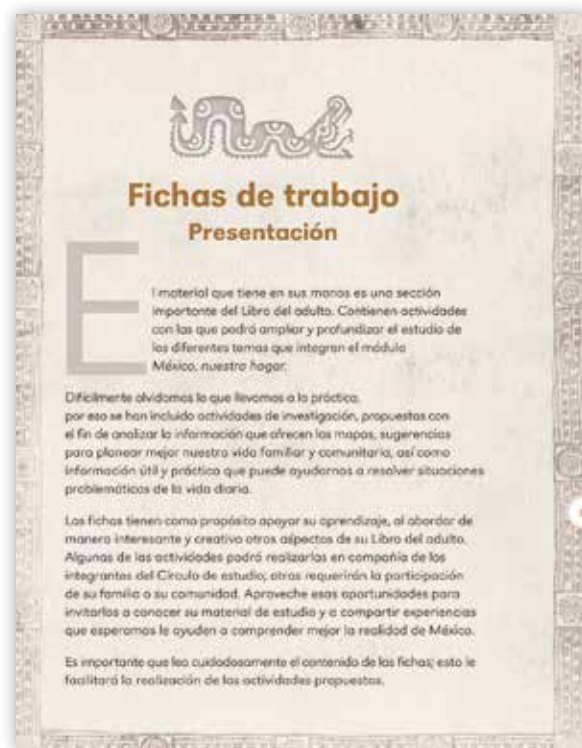 Fichas de trabajo
Presentación
El material que tiene en sus manos es una sección
importante del Libro del adulto. Contienen actividades
con las que podrá ampliar y profundizar el estudio de
los diferentes temas que integran el módulo
México, nuestro hogar.
Difícilmente olvidamos lo que llevamos a la práctica,
por eso se han incluido actividades de investigación, propuestas con
el fin de analizar la información que ofrecen los mapas, sugerencias
para planear mejor nuestra vida familiar y comunitaria, así como
información útil y práctica que puede ayudarnos a resolver situaciones
problemáticas de la vida diaria.
Las fichas tienen como propósito apoyar su aprendizaje, al abordar de
manera interesante y creativa otros aspectos de su Libro del adulto.
Algunas de las actividades podrá realizarlas en compañía de los
integrantes del Círculo de estudio; otras requerirán la participación
de su familia o su comunidad. Aproveche esas oportunidades para
invitarlos a conocer su material de estudio y a compartir experiencias
que esperamos le ayuden a comprender mejor la realidad de México.
Es importante que lea cuidadosamente el contenido de las fichas; esto le
facilitará la realización de las actividades propuestas.